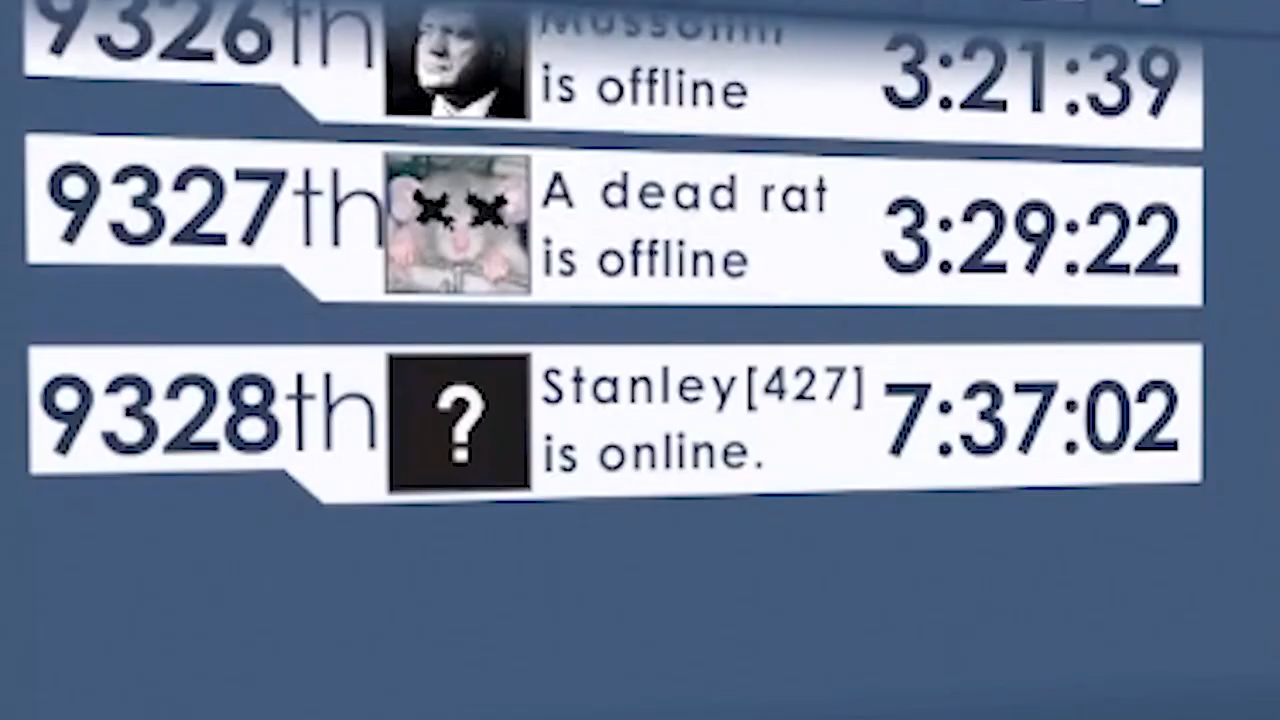 9326th
Mussolini
is offline
3:21:39
9327th
A dead rat
is offline
3:29:22
9328th
?
Stanley[427]
is online.
7:37:02